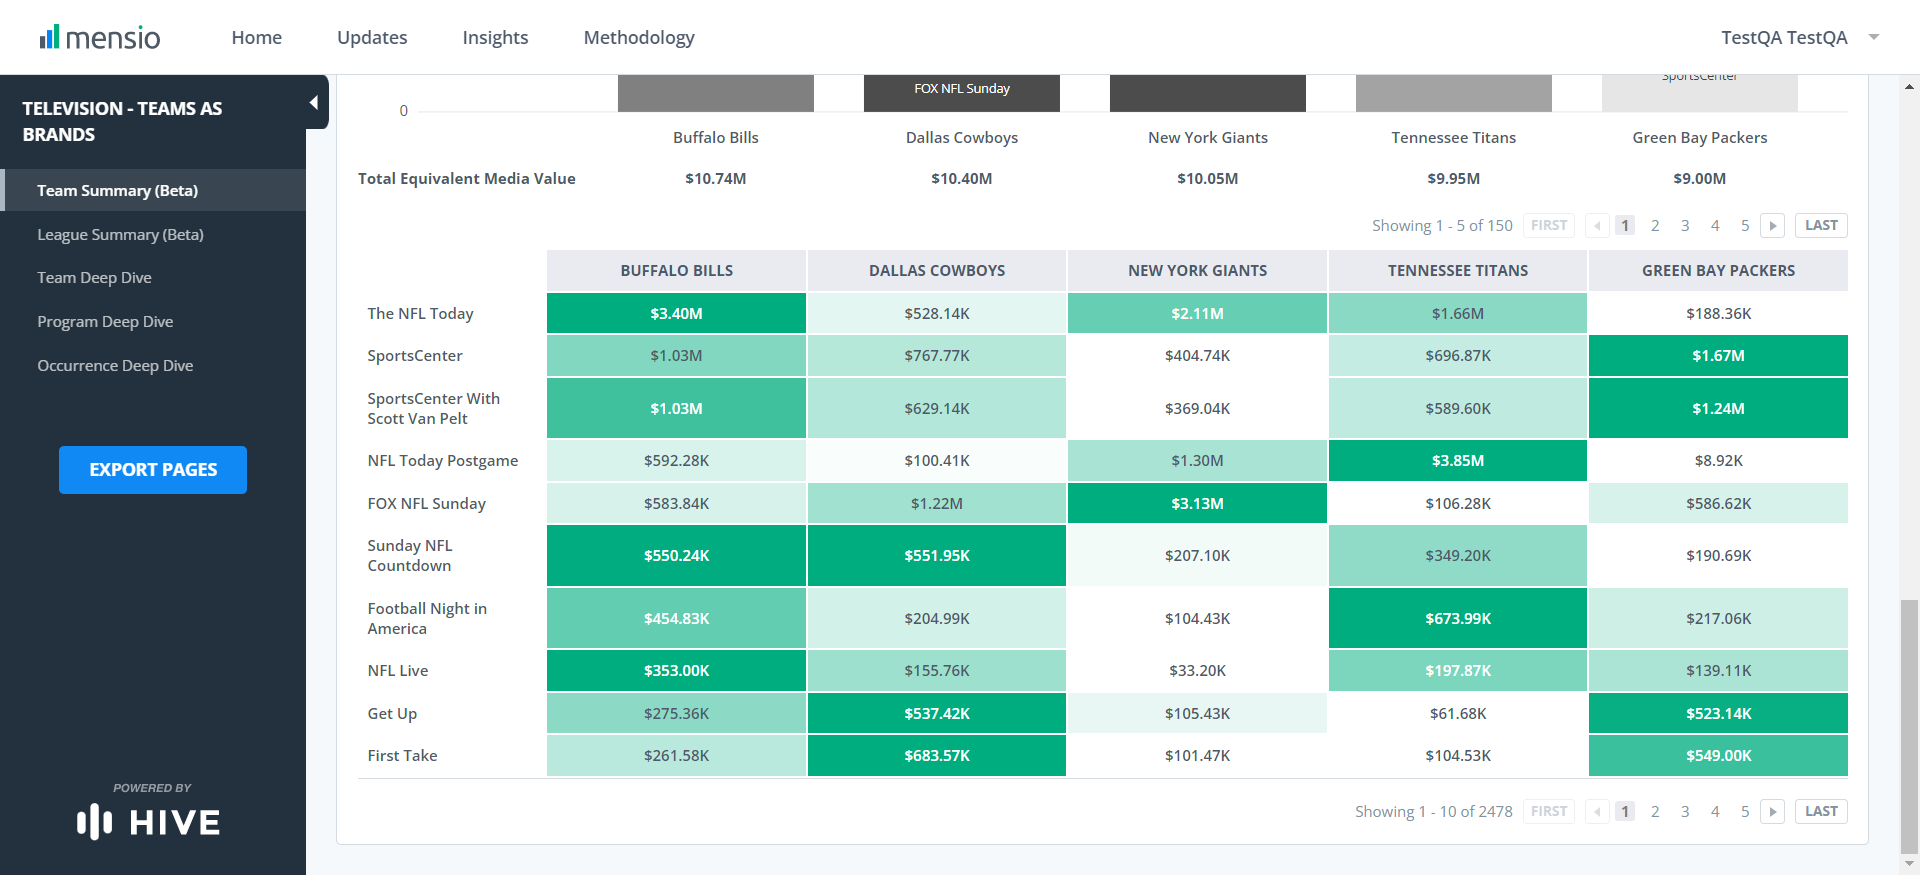 mensio
Home Updates Insights Methodology TestQA TestQA
TELEVISION - TEAMS AS
BRANDS
Team Summary (Beta)
League Summary (Beta)
Team Deep Dive
Program Deep Dive
Occurrence Deep Dive
EXPORT PAGES
POWERED BY
HIVE
SportsCenter
FOX NFL Sunday
0
Buffalo Bills Dallas Cowboys New York Giants Tennessee Titans Green Bay Packers
Total Equivalent Media Value $10.74M $10.40M $10.05M $9.95M $9.00M
Showing 1 - 5 of 150 FIRST 1 2 3 4 5 LAST
BUFFALO BILLS DALLAS COWBOYS NEW YORK GIANTS TENNESSEE TITANS GREEN BAY PACKERS
The NFL Today $3.40M $528.14K $2.11M $1.66M $188.36K
SportsCenter $1.03M $767.77K $404.74K $696.87K $1.67M
SportsCenter With
Scott Van Pelt $1.03M $629.14K $369.04K $589.60K $1.24M
NFL Today Postgame $592.28K $100.41K $1.30M $3.85M $8.92K
FOX NFL Sunday $583.84K $1.22M $3.13M $106.28K $586.62K
Sunday NFL
Countdown $550.24K $551.95K $207.10K $349.20K $190.69K
Football Night in
America $454.83K $204.99K $104.43K $673.99K $217.06K
NFL Live $353.00K $155.76K $33.20K $197.87K $139.11K
Get Up $275.36K $537.42K $105.43K $61.68K $523.14K
First Take $261.58K $683.57K $101.47K $104.53K $549.00K
Showing 1 - 10 of 2478 FIRST 1 2 3 4 5 LAST